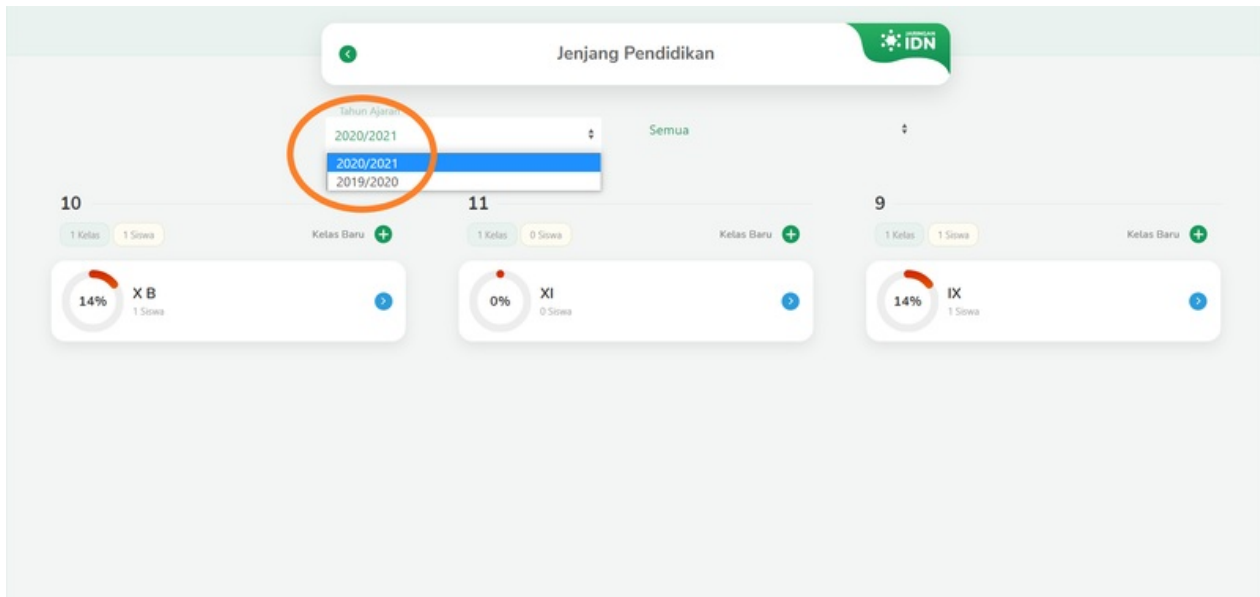 Jenjang Pendidikan
JARINGAN
IDN
Tahun Ajaran
2020/2021
Semua
2020/2021
2019/2020
10
1 Kelas
1 Siswa
Kelas Baru
14%
X B
1 Siswa
11
1 Kelas
0 Siswa
Kelas Baru
0%
XI
0 Siswa
9
1 Kelas
1 Siswa
Kelas Baru
14%
IX
1 Siswa